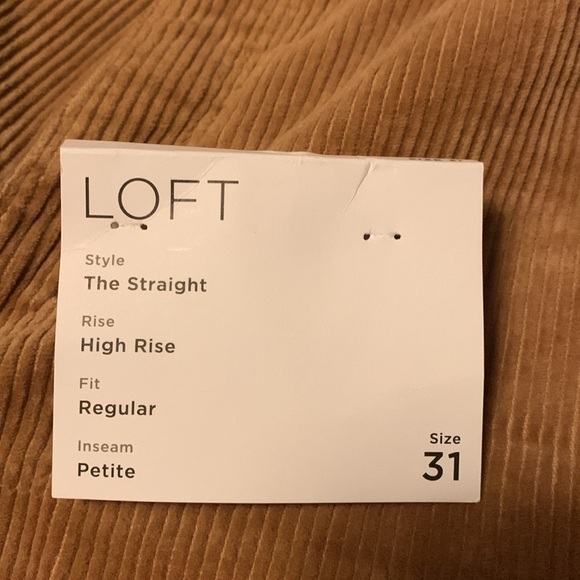 LOFT
Style
The Straight
Rise
High Rise
Fit
Regular
Inseam
Petite
Size
31